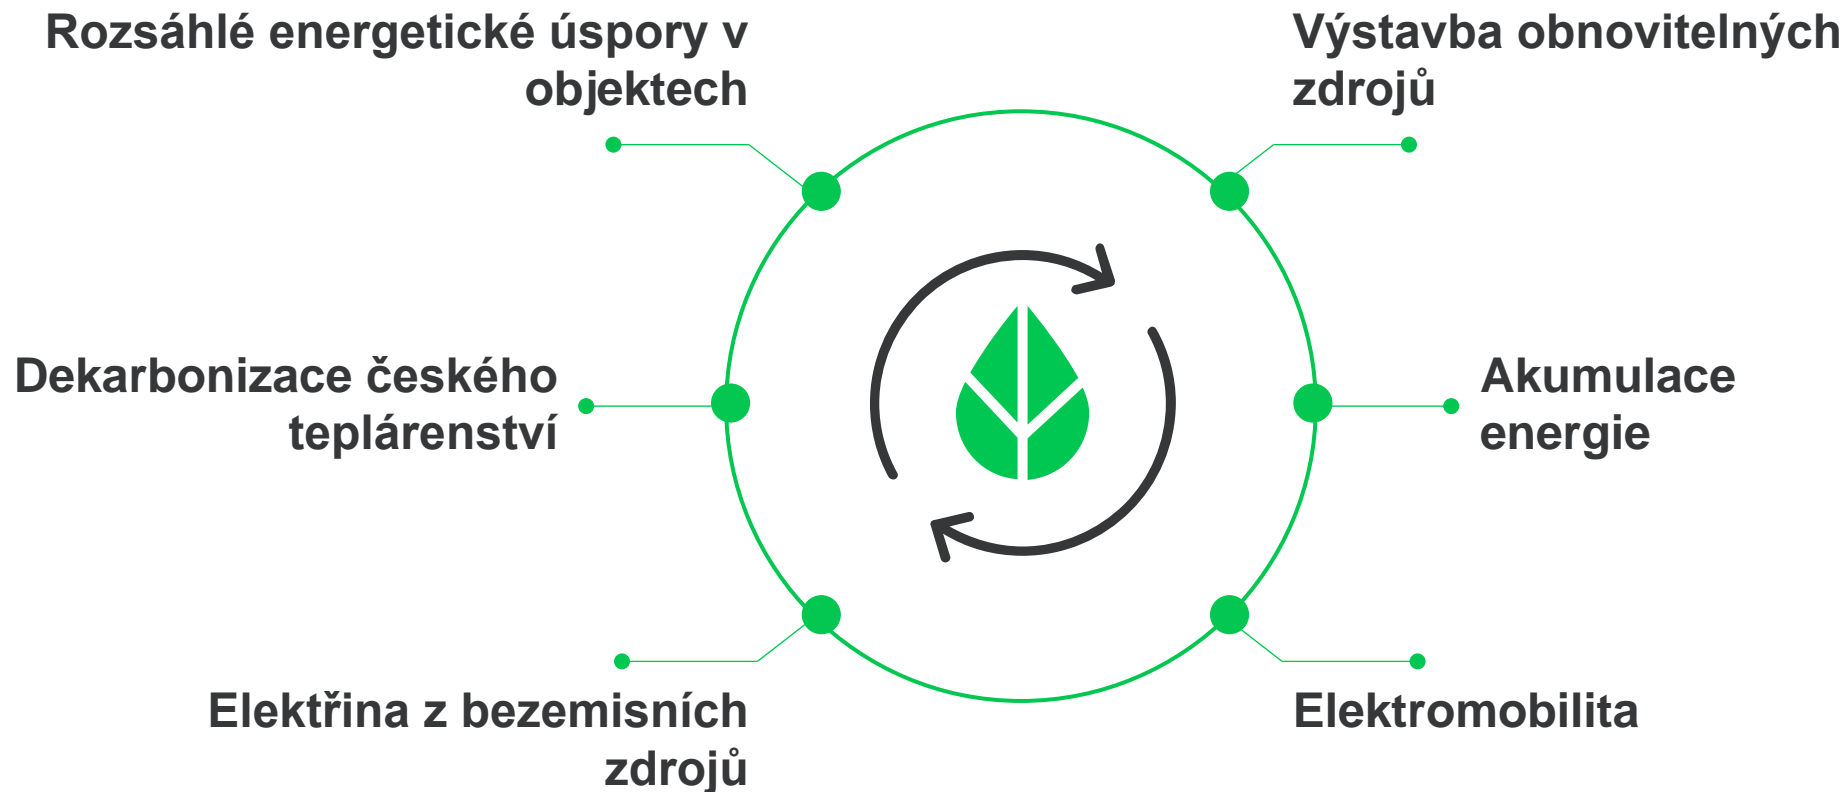 Rozsáhlé energetické úspory v
objektech
Výstavba obnovitelných
zdrojů
Dekarbonizace českého
teplárenství
Akumulace
energie
Elektřina z bezemisních
zdrojů
Elektromobilita